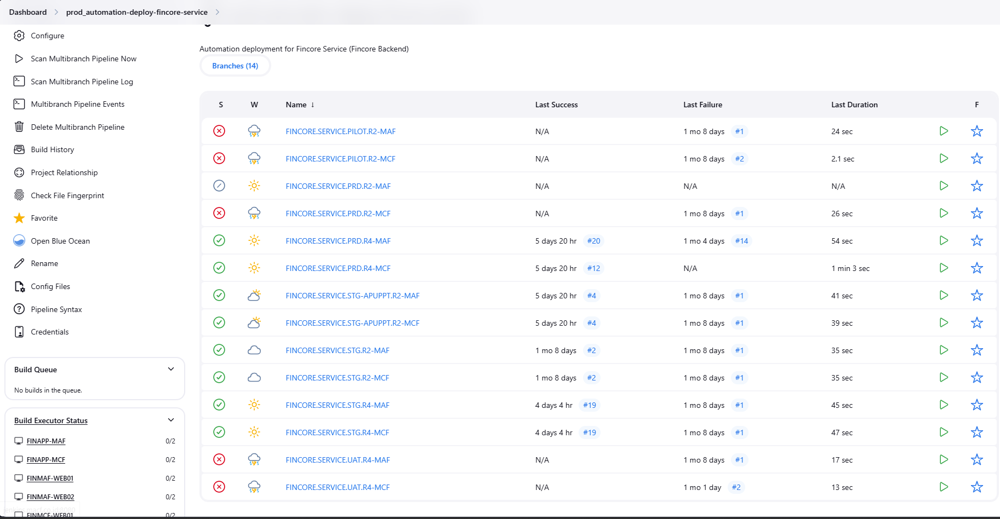 Dashboard prod_automation-deploy-fincore-service
Configure
Scan Multibranch Pipeline Now
Scan Multibranch Pipeline Log
Multibranch Pipeline Events
Delete Multibranch Pipeline
Build History
Project Relationship
Check File Fingerprint
Favorite
Open Blue Ocean
Rename
Config Files
Pipeline Syntax
Credentials
Build Queue
No builds in the queue.
Build Executor Status
FINAPP-MAF 0/2
FINAPP-MCF 0/2
FINMAF-WEB01 0/2
FINMAF-WEB02 0/2
FINMCF-WEB01 0/2
Automation deployment for Fincore Service (Fincore Backend)
Branches (14)
S W Name ↓ Last Success Last Failure Last Duration F
FINCORE.SERVICE.PILOT.R2-MAF N/A 1 mo 8 days #1 24 sec
FINCORE.SERVICE.PILOT.R2-MCF N/A 1 mo 8 days #2 2.1 sec
FINCORE.SERVICE.PRD.R2-MAF N/A N/A N/A
FINCORE.SERVICE.PRD.R2-MCF N/A 1 mo 8 days #1 26 sec
FINCORE.SERVICE.PRD.R4-MAF 5 days 20 hr #20 1 mo 4 days #14 54 sec
FINCORE.SERVICE.PRD.R4-MCF 5 days 20 hr #12 N/A 1 min 3 sec
FINCORE.SERVICE.STG-APUPPT.R2-MAF 5 days 20 hr #4 1 mo 8 days #1 41 sec
FINCORE.SERVICE.STG-APUPPT.R2-MCF 5 days 20 hr #4 1 mo 8 days #1 39 sec
FINCORE.SERVICE.STG.R2-MAF 1 mo 8 days #2 1 mo 8 days #1 35 sec
FINCORE.SERVICE.STG.R2-MCF 1 mo 8 days #2 1 mo 8 days #1 35 sec
FINCORE.SERVICE.STG.R4-MAF 4 days 4 hr #19 1 mo 8 days #1 45 sec
FINCORE.SERVICE.STG.R4-MCF 4 days 4 hr #19 1 mo 8 days #1 47 sec
FINCORE.SERVICE.UAT.R4-MAF N/A 1 mo 8 days #1 17 sec
FINCORE.SERVICE.UAT.R4-MCF N/A 1 mo 1 day #2 13 sec